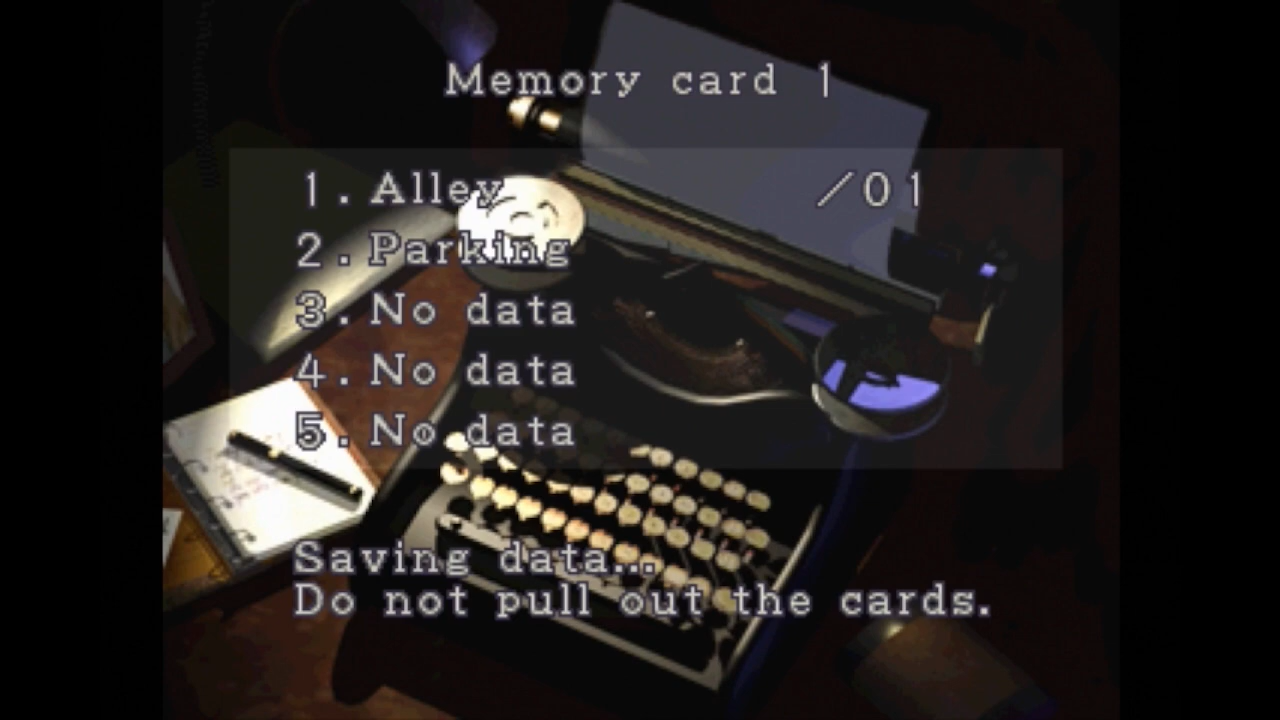 Memory card 1
1. Alley /01
2. Parking
3. No data
4. No data
5. No data
Saving data...
Do not pull out the cards.